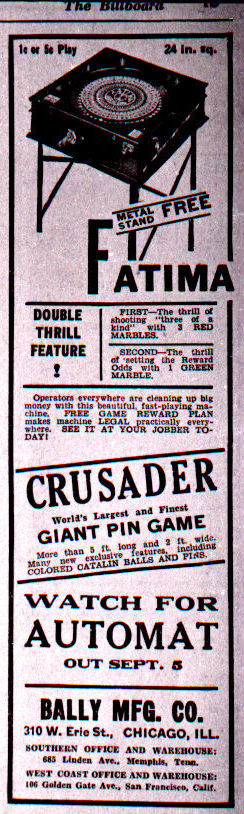 The Billboard
1c or 5c Play 24 in. sq.
METAL
STAND FREE
FATIMA
DOUBLE
THRILL
FEATURE
!
FIRST—The thrill of
shooting "three of a
kind" with 3 RED
MARBLES.
SECOND—The thrill
of setting the Reward
Odds with 1 GREEN
MARBLE.
Operators everywhere are cleaning up big
money with this beautiful, fast-playing ma-
chine. FREE GAME REWARD PLAN
makes machine LEGAL practically every-
where. SEE IT AT YOUR JOBBER TO-
DAY!
CRUSADER
World's Largest and Finest
GIANT PIN GAME
More than 5 ft. long and 2 ft. wide.
Many new exclusive features, including
COLORED CATALIN BALLS AND PINS.
WATCH FOR
AUTOMAT
OUT SEPT. 5
BALLY MFG. CO.
310 W. Erie St., CHICAGO, ILL.
SOUTHERN OFFICE AND WAREHOUSE:
685 Linden Ave., Memphis, Tenn.
WEST COAST OFFICE AND WAREHOUSE:
106 Golden Gate Ave., San Francisco, Calif.